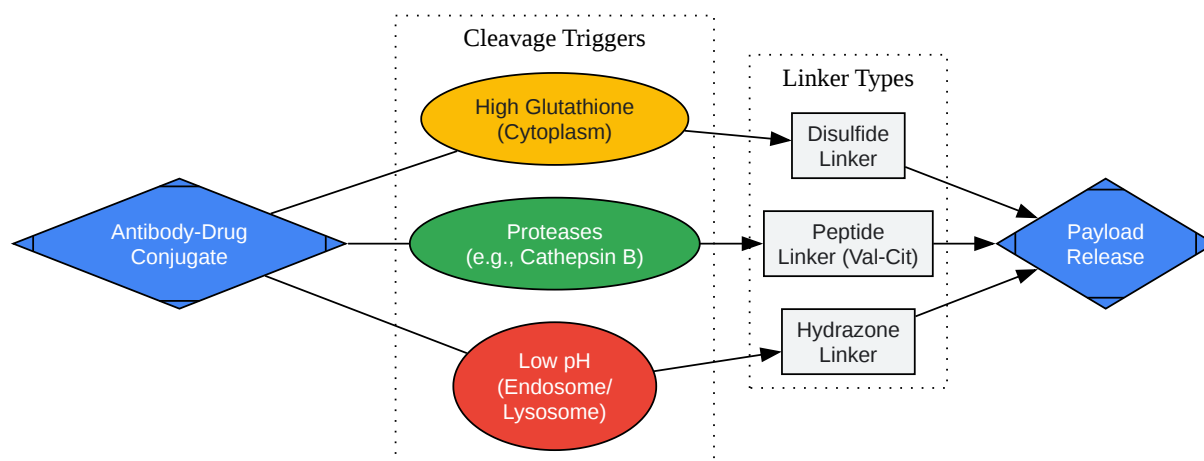 Cleavage Triggers
High Glutathione
(Cytoplasm)
Linker Types
Disulfide
Linker
Antibody-Drug
Conjugate
Proteases
(e.g., Cathepsin B)
Peptide
Linker (Val-Cit)
Payload
Release
Low pH
(Endosome/
Lysosome)
Hydrazone
Linker